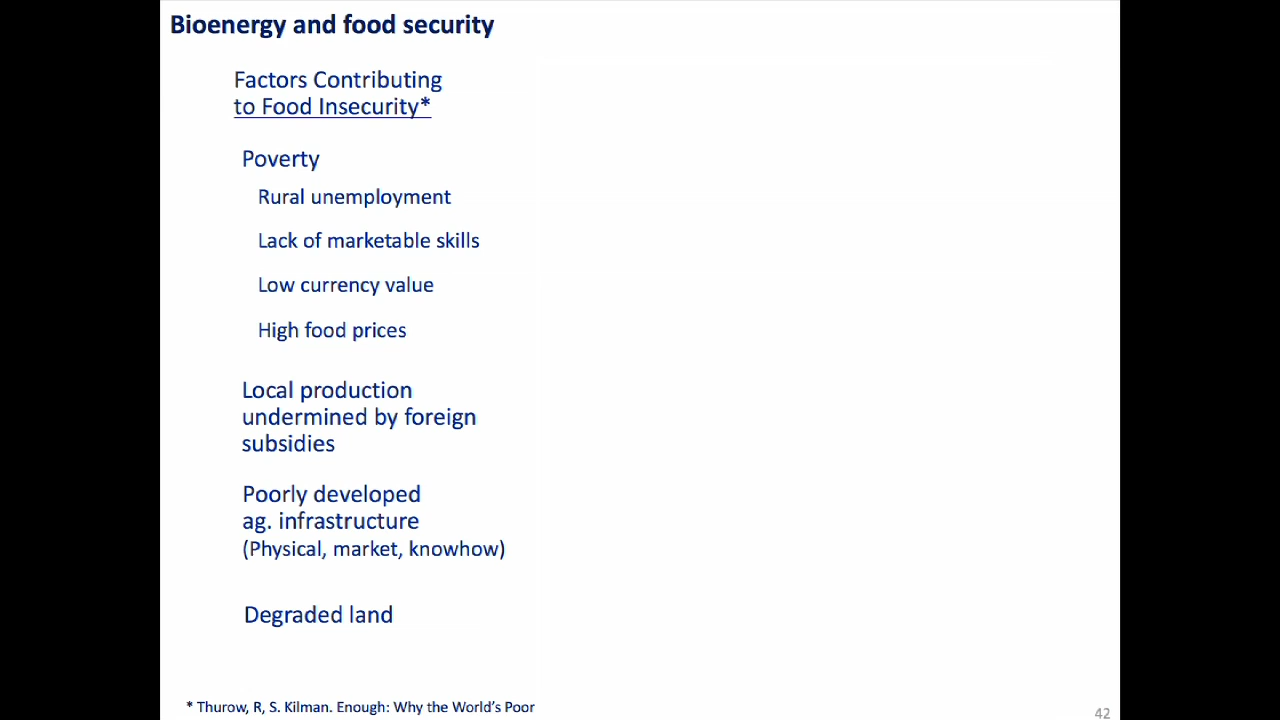 Bioenergy and food security
Factors Contributing
to Food Insecurity*
Poverty
Rural unemployment
Lack of marketable skills
Low currency value
High food prices
Local production
undermined by foreign
subsidies
Poorly developed
ag. infrastructure
(Physical, market, knowhow)
Degraded land
* Thurow, R, S. Kilman. Enough: Why the World’s Poor
42